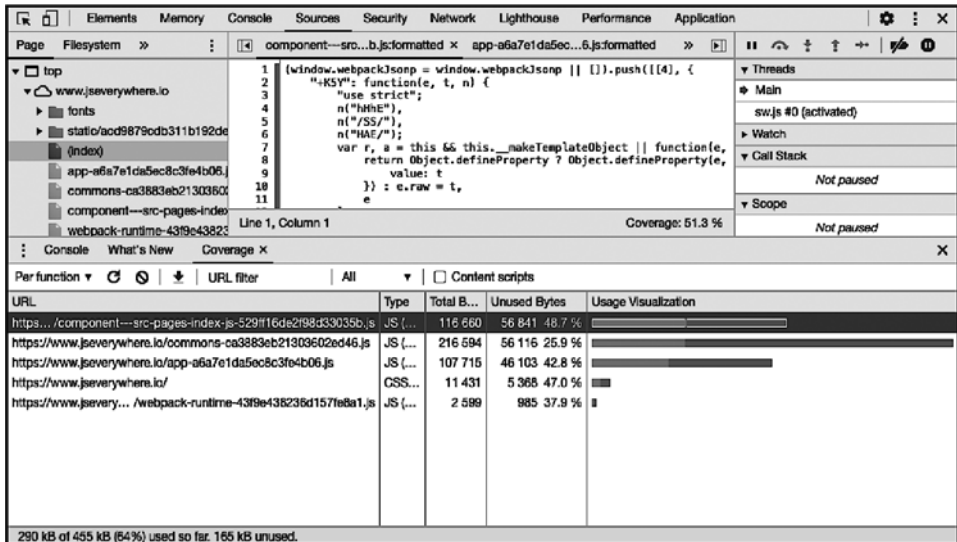 Elements Memory Console Sources Security Network Lighthouse Performance Application
Page Filesystem »
component---src...b.js:formatted × app-a6a7e1da5ec...6.js:formatted »
top
www.jseverywhere.io
fonts
static/acd9879cdb311b192de
(index)
app-a6a7e1da5ec8c3fe4b06.j
commons-ca3883eb21303602
component---src-pages-index
webpack-runtime-43f9e43823
1 (window.webpackJsonp = window.webpackJsonp || []).push([[4], {
2 "+K5Y": function(e, t, n) {
3 "use strict";
4 n("hHhE"),
5 n("/SS/"),
6 n("HAE/");
7 var r, a = this && this.__makeTemplateObject || function(e,
8 return Object.defineProperty ? Object.defineProperty(e,
9 value: t
10 }) : e.raw = t,
11 e
Line 1, Column 1 Coverage: 51.3 %
Threads
Main
sw.js #0 (activated)
Watch
Call Stack
Not paused
Scope
Not paused
Console What's New Coverage ×
Per function URL filter All Content scripts
URL Type Total B... Unused Bytes Usage Visualization
https... /component---src-pages-index-js-529ff16de2f98d33035b.js JS (... 116 660 56 841 48.7 %
https://www.jseverywhere.io/commons-ca3883eb21303602ed46.js JS (... 216 594 56 116 25.9 %
https://www.jseverywhere.io/app-a6a7e1da5ec8c3fe4b06.js JS (... 107 715 46 103 42.8 %
https://www.jseverywhere.io/ CSS... 11 431 5 368 47.0 %
https://www.jsevery... /webpack-runtime-43f9e438236d157fe8a1.js JS (... 2 599 985 37.9 %
290 kB of 455 kB (64%) used so far. 165 kB unused.